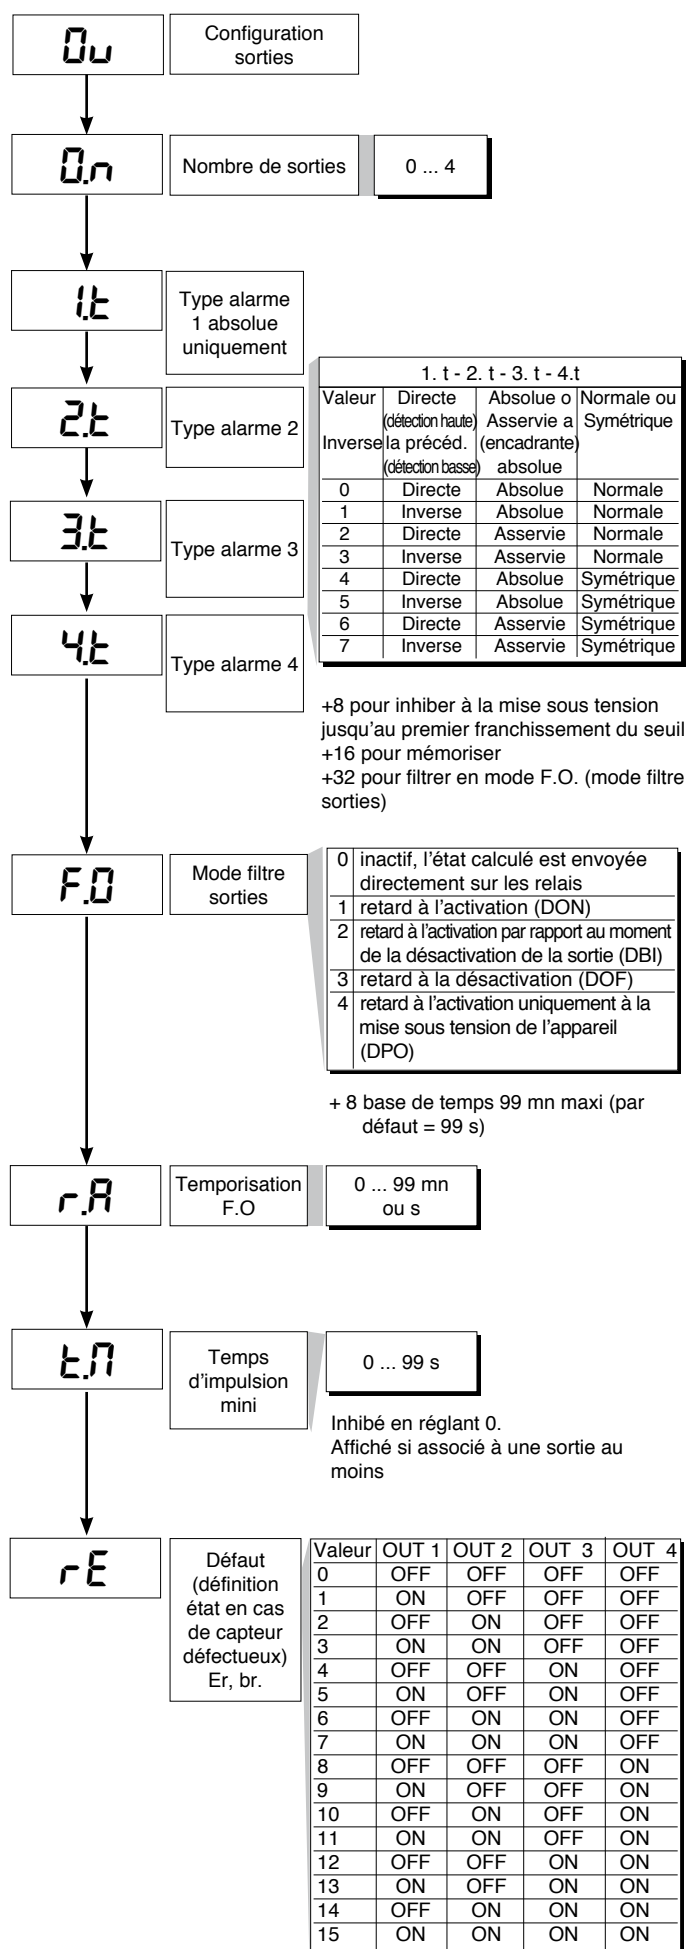 Ou
Configuration
sorties
O.n
Nombre de sorties
0 ... 4
1.t
Type alarme
1 absolue
uniquement
2.t
Type alarme 2
3.t
Type alarme 3
4.t
Type alarme 4
1. t - 2. t - 3. t - 4.t
Valeur Directe Absolue o Normale ou
(détection haute) Asservie a Symétrique
Inverse la précéd. (encadrante)
(détection basse) absolue
0 Directe Absolue Normale
1 Inverse Absolue Normale
2 Directe Asservie Normale
3 Inverse Asservie Normale
4 Directe Absolue Symétrique
5 Inverse Absolue Symétrique
6 Directe Asservie Symétrique
7 Inverse Asservie Symétrique
+8 pour inhiber à la mise sous tension
jusqu'au premier franchissement du seuil
+16 pour mémoriser
+32 pour filtrer en mode F.O. (mode filtre
sorties)
F.O
Mode filtre
sorties
0 inactif, l'état calculé est envoyée
directement sur les relais
1 retard à l'activation (DON)
2 retard à l'activation par rapport au moment
de la désactivation de la sortie (DBI)
3 retard à la désactivation (DOF)
4 retard à l'activation uniquement à la
mise sous tension de l'appareil
(DPO)
+ 8 base de temps 99 mn maxi (par
défaut = 99 s)
r.A
Temporisation
F.O
0 ... 99 mn
ou s
t.M
Temps
d'impulsion
mini
0 ... 99 s
Inhibé en réglant 0.
Affiché si associé à une sortie au
moins
rE
Défaut
(définition
état en cas
de capteur
défectueux)
Er, br.
Valeur OUT 1 OUT 2 OUT 3 OUT 4
0 OFF OFF OFF OFF
1 ON OFF OFF OFF
2 OFF ON OFF OFF
3 ON ON OFF OFF
4 OFF OFF ON OFF
5 ON OFF ON OFF
6 OFF ON ON OFF
7 ON ON ON OFF
8 OFF OFF OFF ON
9 ON OFF OFF ON
10 OFF ON OFF ON
11 ON ON OFF ON
12 OFF OFF ON ON
13 ON OFF ON ON
14 OFF ON ON ON
15 ON ON ON ON